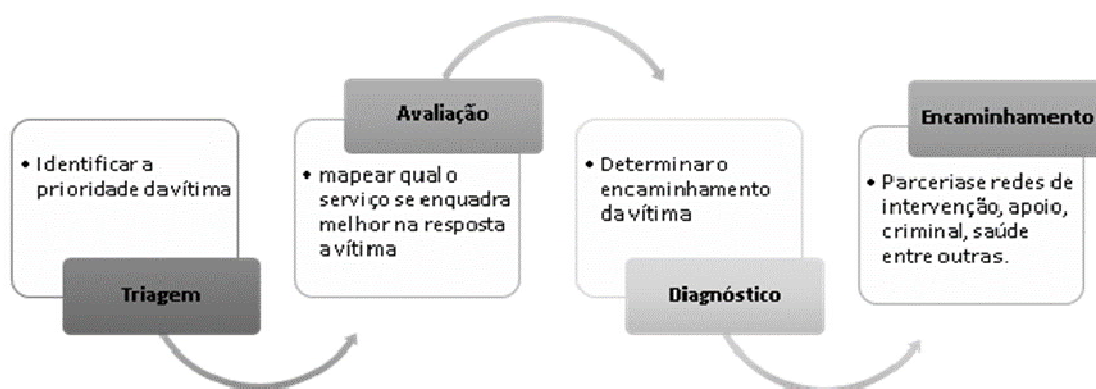 • Identificar a
prioridade da vítima
Triagem
Avaliação
• mapear qual o
serviço se enquadra
melhor na resposta
a vítima
• Determinar o
encaminhamento
da vítima
Diagnóstico
Encaminhamento
• Parcerias e redes de
intervenção, apoio,
criminal, saúde
entre outras.